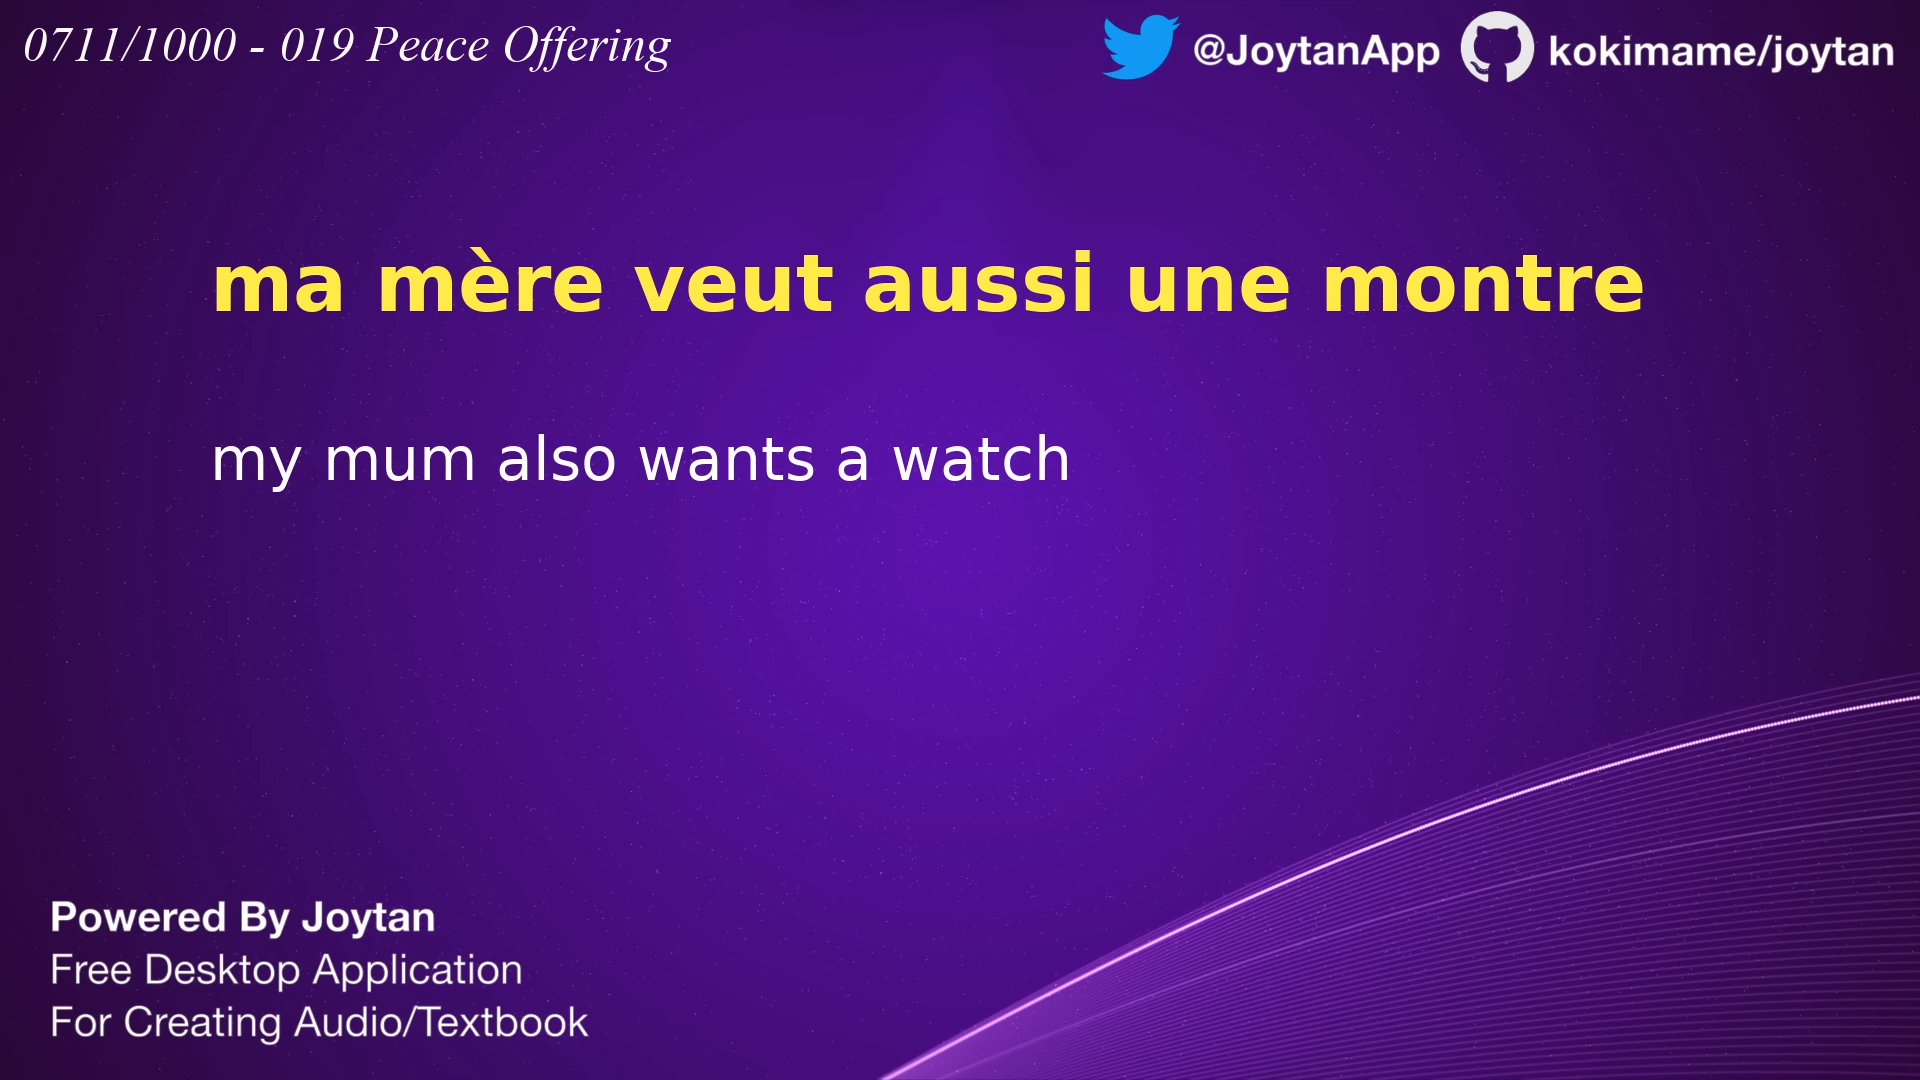 0711/1000 - 019 Peace Offering
@JoytanApp kokimame/joytan
ma mère veut aussi une montre
my mum also wants a watch
Powered By Joytan
Free Desktop Application
For Creating Audio/Textbook